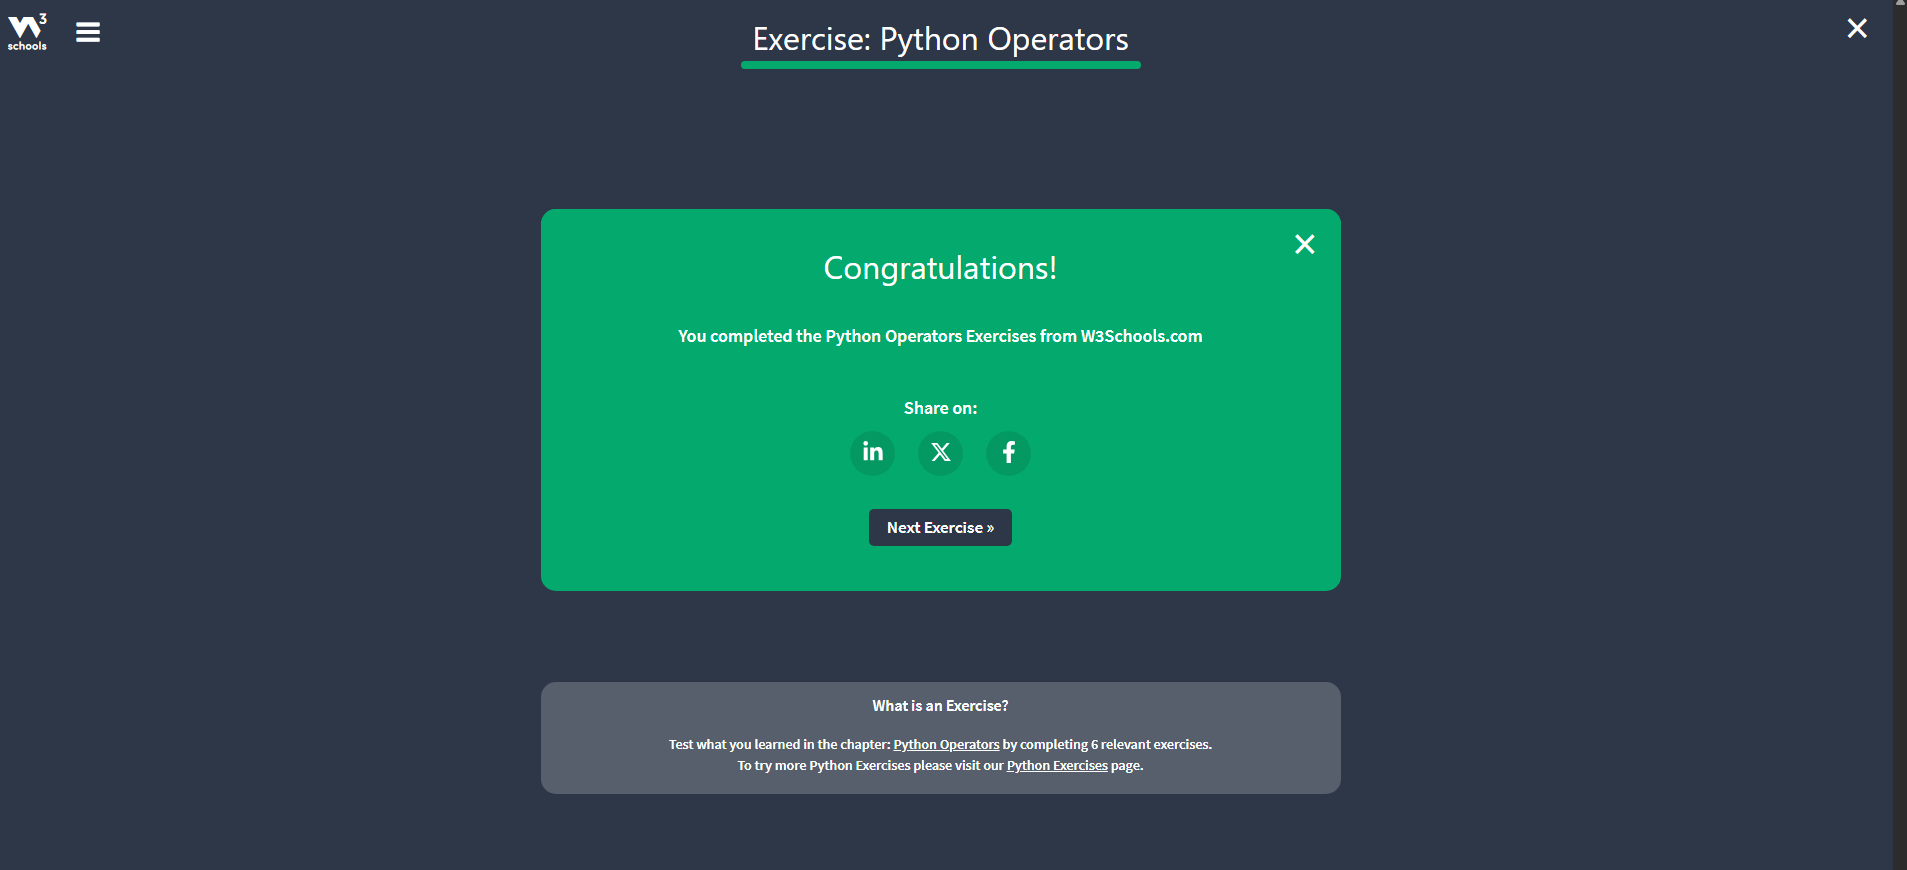 W3
schools
Exercise: Python Operators
Congratulations!
You completed the Python Operators Exercises from W3Schools.com
Share on:
in X f
Next Exercise »
What is an Exercise?
Test what you learned in the chapter: Python Operators by completing 6 relevant exercises.
To try more Python Exercises please visit our Python Exercises page.